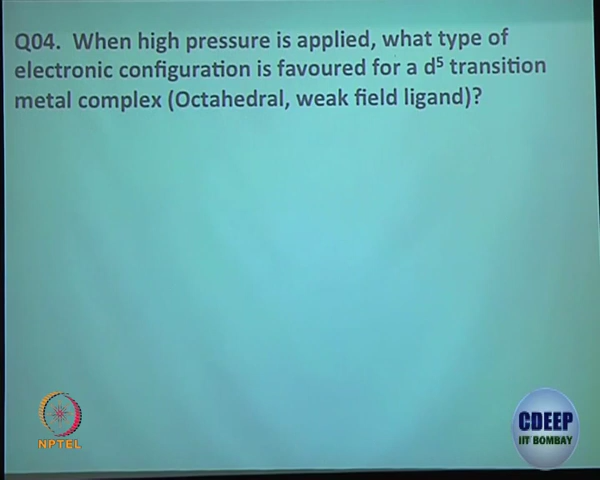 Q04.  When high pressure is applied, what type of
electronic configuration is favoured for a d⁵ transition
metal complex (Octahedral, weak field ligand)?
NPTEL
CDEEP
IIT BOMBAY